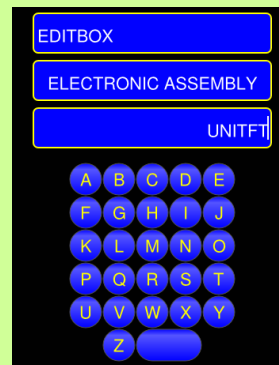 EDITBOX
ELECTRONIC ASSEMBLY
UNITFT
A B C D E
F G H I J
K L M N O
P Q R S T
U V W X Y
Z